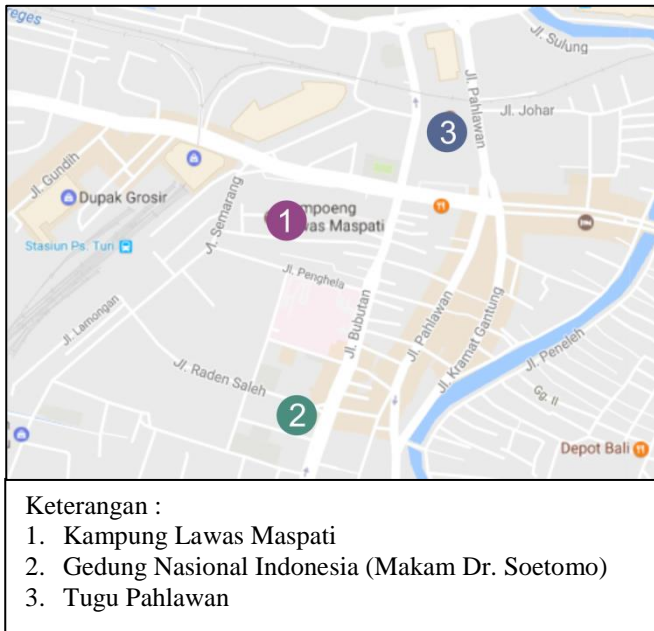 eges
Jl. Sulung
Jl. Pahlawan
Jl. Johar
3
Jl. Gundih
Dupak Grosir
Jl. Semarang
1
mpoeng
was Maspati
Stasiun Ps. Turi
Jl. Penghela
Jl. Lamongan
Jl. Bubutan
Jl. Pahlawan
Jl. Kramat Gantung
Jl. Peneleh
Jl. Raden Saleh
Gg. II
2
Depot Bali
Keterangan :
1. Kampung Lawas Maspati
2. Gedung Nasional Indonesia (Makam Dr. Soetomo)
3. Tugu Pahlawan